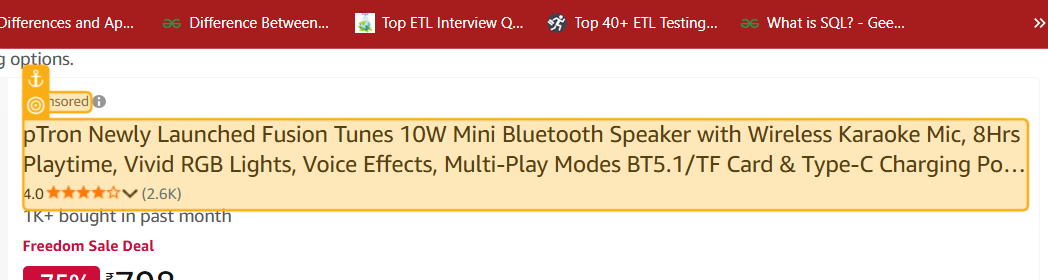 Differences and Ap...
Difference Between...
Top ETL Interview Q...
Top 40+ ETL Testing...
What is SQL? - Gee...
g options.
nsored
pTron Newly Launched Fusion Tunes 10W Mini Bluetooth Speaker with Wireless Karaoke Mic, 8Hrs
Playtime, Vivid RGB Lights, Voice Effects, Multi-Play Modes BT5.1/TF Card & Type-C Charging Po...
4.0 (2.6K)
1K+ bought in past month
Freedom Sale Deal
-75% ₹798